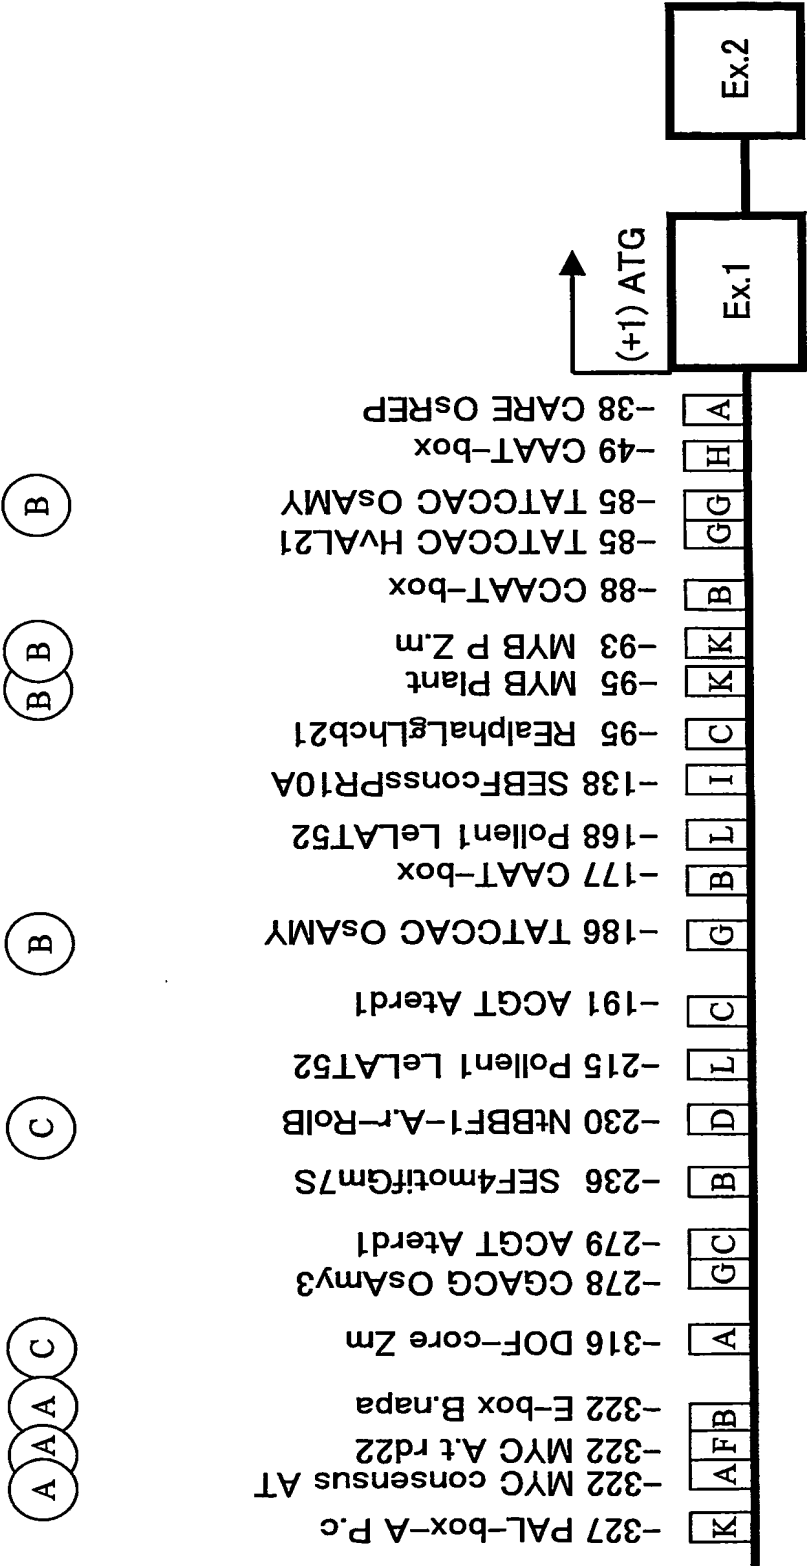 Ex.2
Ex.1
(+1) ATG
A -38 CARE OsREP
H -49 CAAT-box
B G -85 TATCCAC OsAMY
G -85 TATCCAC HvAL21
B -88 CCAAT-box
B K -93 MYB P Z.m
B K -95 MYB Plant
C -95 REalphaLgLhcb21
I -138 SEBFconssPR10A
L -168 Pollen1 LeLAT52
B -177 CAAT-box
B G -186 TATCCAC OsAMY
C -191 ACGT Aterd1
L -215 Pollen1 LeLAT52
C D -230 NtBBF1-A.r-RolB
B -236 SEF4motifGm7S
C -279 ACGT Aterd1
G -278 CGACG OsAmy3
C A -316 DOF-core Zm
A B -322 E-box B.napa
A F -322 MYC A.t rd22
A A -322 MYC consensus AT
K -327 PAL-box-A P.c